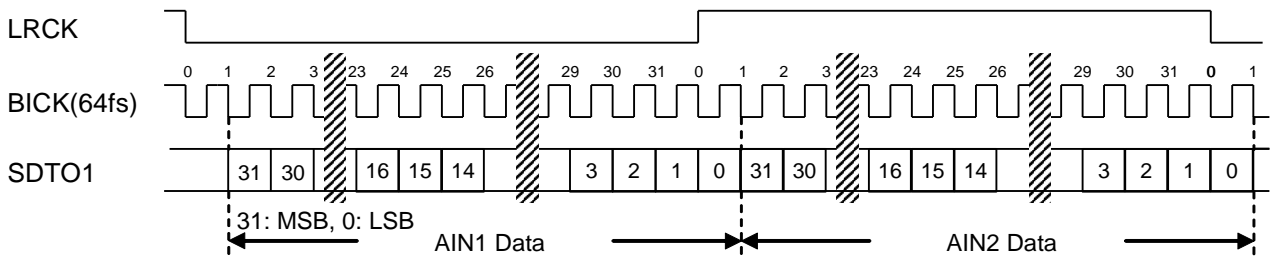 LRCK
0 1 2 3 23 24 25 26 29 30 31 0 1 2 3 23 24 25 26 29 30 31 0 1
BICK(64fs)
SDTO1 31 30 16 15 14 3 2 1 0 31 30 16 15 14 3 2 1 0
31: MSB, 0: LSB
AIN1 Data AIN2 Data